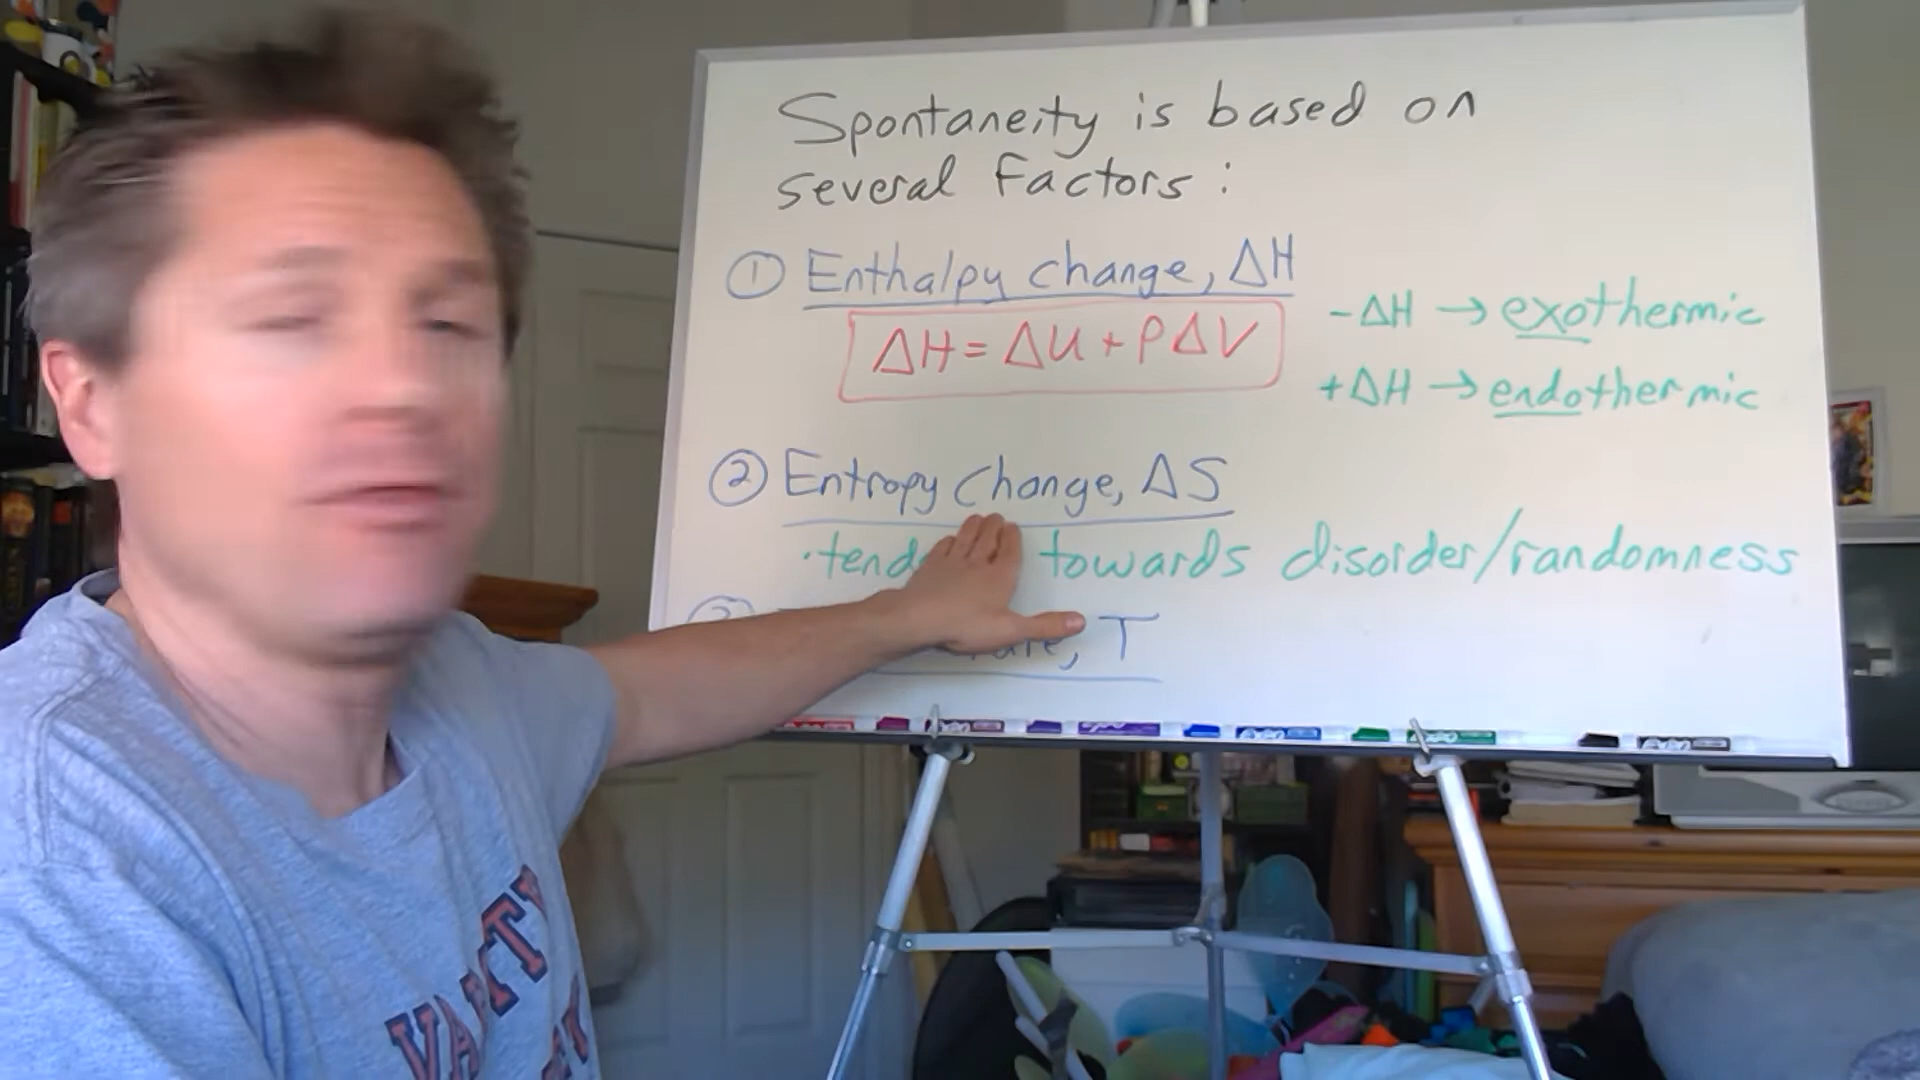 Spontaneity is based on
several factors:
① Enthalpy change, ΔH
ΔH = ΔU + PΔV
-ΔH → exothermic
+ΔH → endothermic
② Entropy change, ΔS
· towards disorder/randomness
T